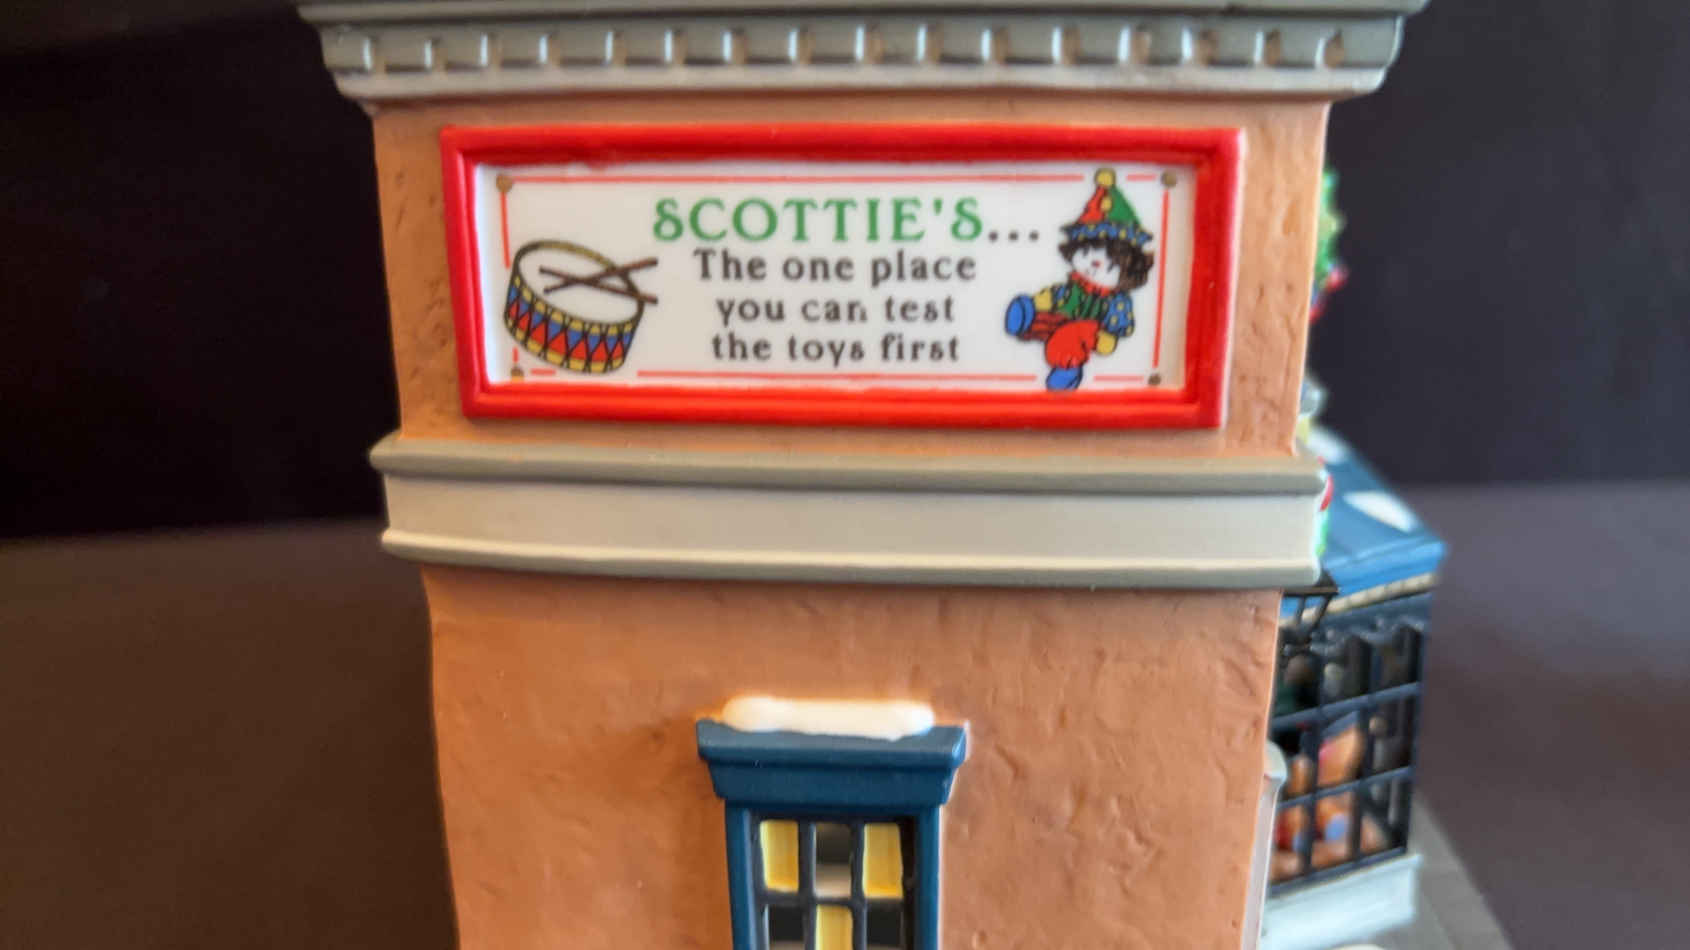 SCOTTIE'S...
The one place
you can test
the toys first